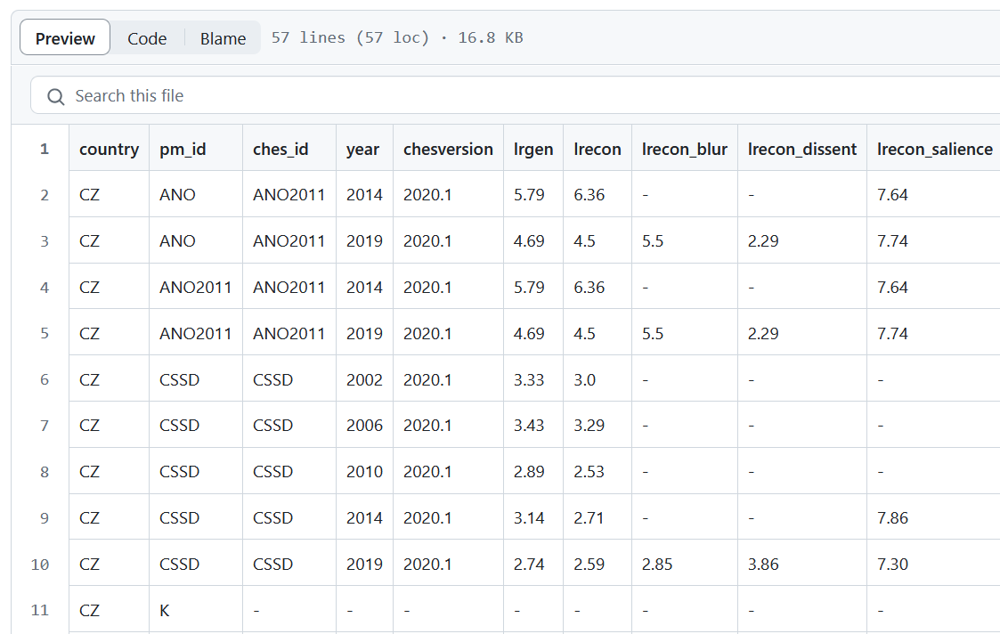 Preview Code Blame 57 lines (57 loc) · 16.8 KB
Search this file
1 country pm_id ches_id year chesversion lrgen lrecon lrecon_blur lrecon_dissent lrecon_salience
2 CZ ANO ANO2011 2014 2020.1 5.79 6.36 - - 7.64
3 CZ ANO ANO2011 2019 2020.1 4.69 4.5 5.5 2.29 7.74
4 CZ ANO2011 ANO2011 2014 2020.1 5.79 6.36 - - 7.64
5 CZ ANO2011 ANO2011 2019 2020.1 4.69 4.5 5.5 2.29 7.74
6 CZ CSSD CSSD 2002 2020.1 3.33 3.0 - - -
7 CZ CSSD CSSD 2006 2020.1 3.43 3.29 - - -
8 CZ CSSD CSSD 2010 2020.1 2.89 2.53 - - -
9 CZ CSSD CSSD 2014 2020.1 3.14 2.71 - - 7.86
10 CZ CSSD CSSD 2019 2020.1 2.74 2.59 2.85 3.86 7.30
11 CZ K - - - - - - - -